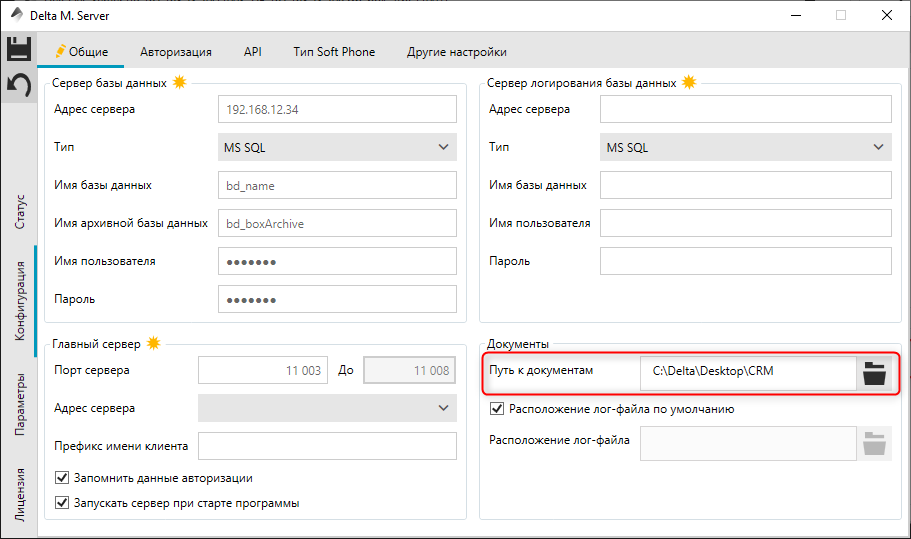 Delta M. Server
Общие
Авторизация
API
Тип Soft Phone
Другие настройки
Статус
Конфигурация
Параметры
Лицензия
Сервер базы данных
Адрес сервера
192.168.12.34
Тип
MS SQL
Имя базы данных
bd_name
Имя архивной базы данных
bd_boxArchive
Имя пользователя
●●●●●●●
Пароль
●●●●●●●
Сервер логирования базы данных
Адрес сервера
Тип
MS SQL
Имя базы данных
Имя пользователя
Пароль
Главный сервер
Порт сервера
11 003
До
11 008
Адрес сервера
Префикс имени клиента
Запомнить данные авторизации
Запускать сервер при старте программы
Документы
Путь к документам
C:\Delta\Desktop\CRM
Расположение лог-файла по умолчанию
Расположение лог-файла